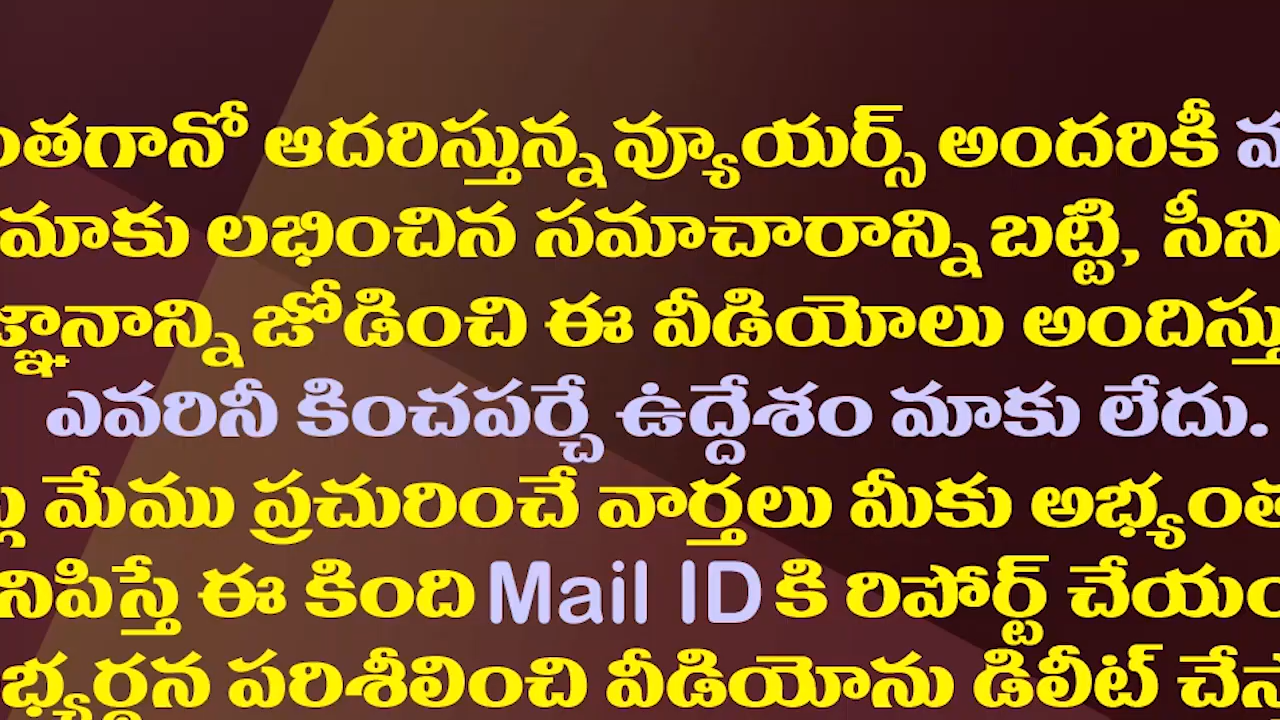 ంతగానో ఆదరిస్తున్న వ్యూయర్స్ అందరికీ
మాకు లభించిన సమాచారాన్ని బట్టి, సీని
జ్ఞానాన్ని జోడించి ఈ వీడియోలు అందిస్తు
ఎవరినీ కించపర్చే ఉద్దేశం మాకు లేదు.
మేము ప్రచురించే వార్తలు మీకు అభ్యంత
నిపిస్తే ఈ కింది Mail ID కి రిపోర్ట్ చేయం
భ్యర్థన పరిశీలించి వీడియోను డిలీట్ చేస